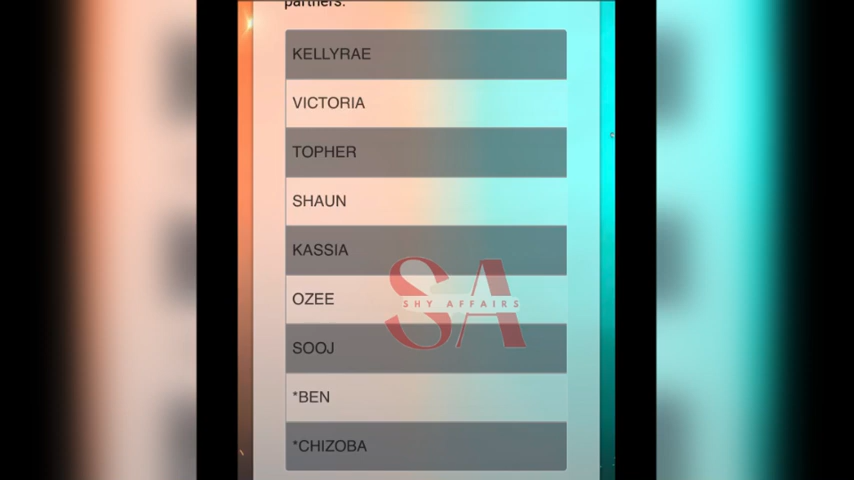 partners.
KELLYRAE
VICTORIA
TOPHER
SHAUN
KASSIA
OZEE
SA
SHY AFFAIRS
SOOJ
*BEN
*CHIZOBA